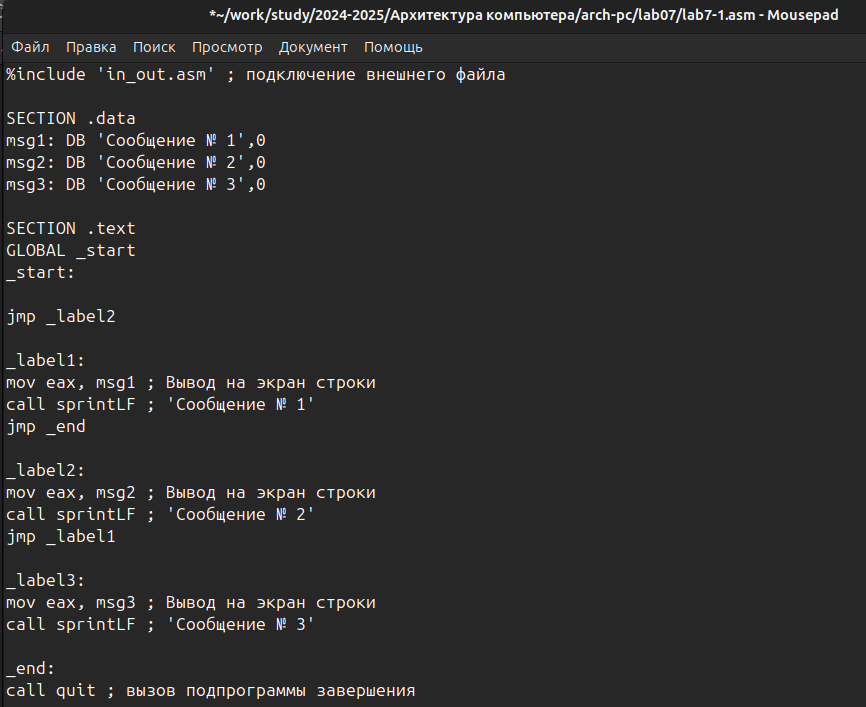 *~/work/study/2024-2025/Архитектура компьютера/arch-pc/lab07/lab7-1.asm - Mousepad
Файл Правка Поиск Просмотр Документ Помощь
%include 'in_out.asm' ; подключение внешнего файла
SECTION .data
msg1: DB 'Сообщение № 1',0
msg2: DB 'Сообщение № 2',0
msg3: DB 'Сообщение № 3',0
SECTION .text
GLOBAL _start
_start:
jmp _label2
_label1:
mov eax, msg1 ; Вывод на экран строки
call sprintLF ; 'Сообщение № 1'
jmp _end
_label2:
mov eax, msg2 ; Вывод на экран строки
call sprintLF ; 'Сообщение № 2'
jmp _label1
_label3:
mov eax, msg3 ; Вывод на экран строки
call sprintLF ; 'Сообщение № 3'
_end:
call quit ; вызов подпрограммы завершения